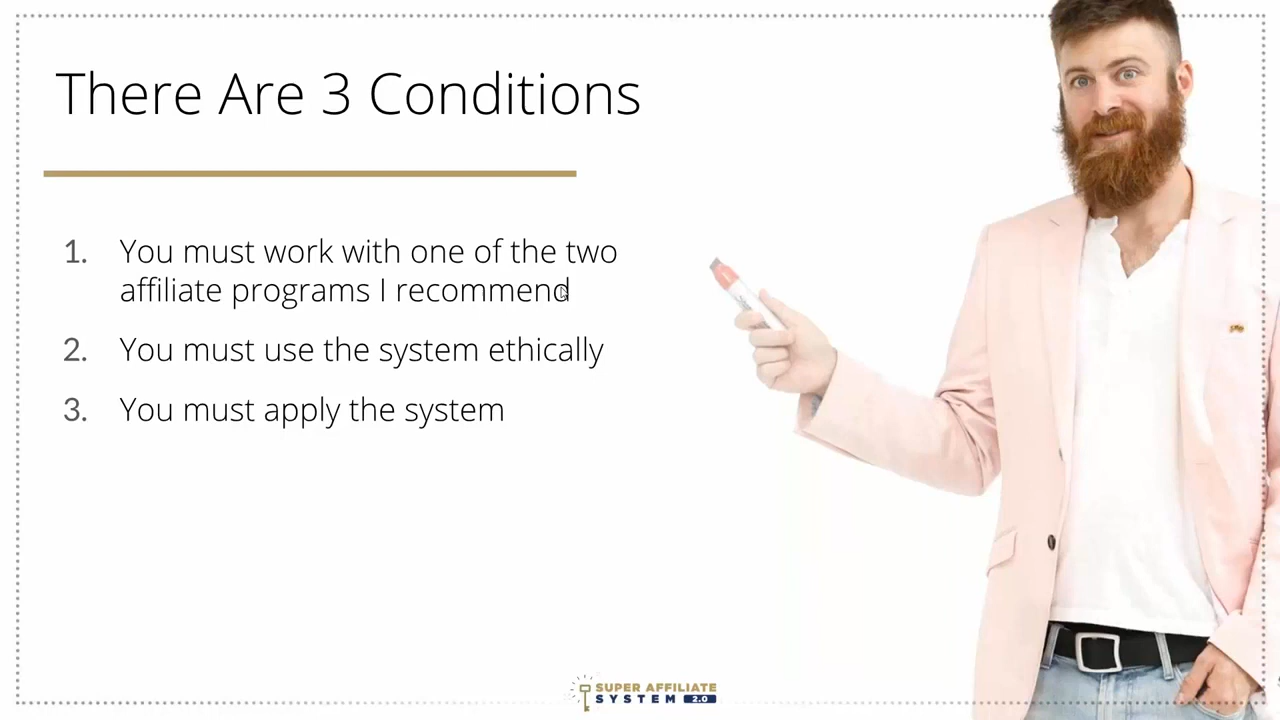 There Are 3 Conditions
1. You must work with one of the two
affiliate programs I recommend
2. You must use the system ethically
3. You must apply the system
SUPER AFFILIATE
SYSTEM 2.0